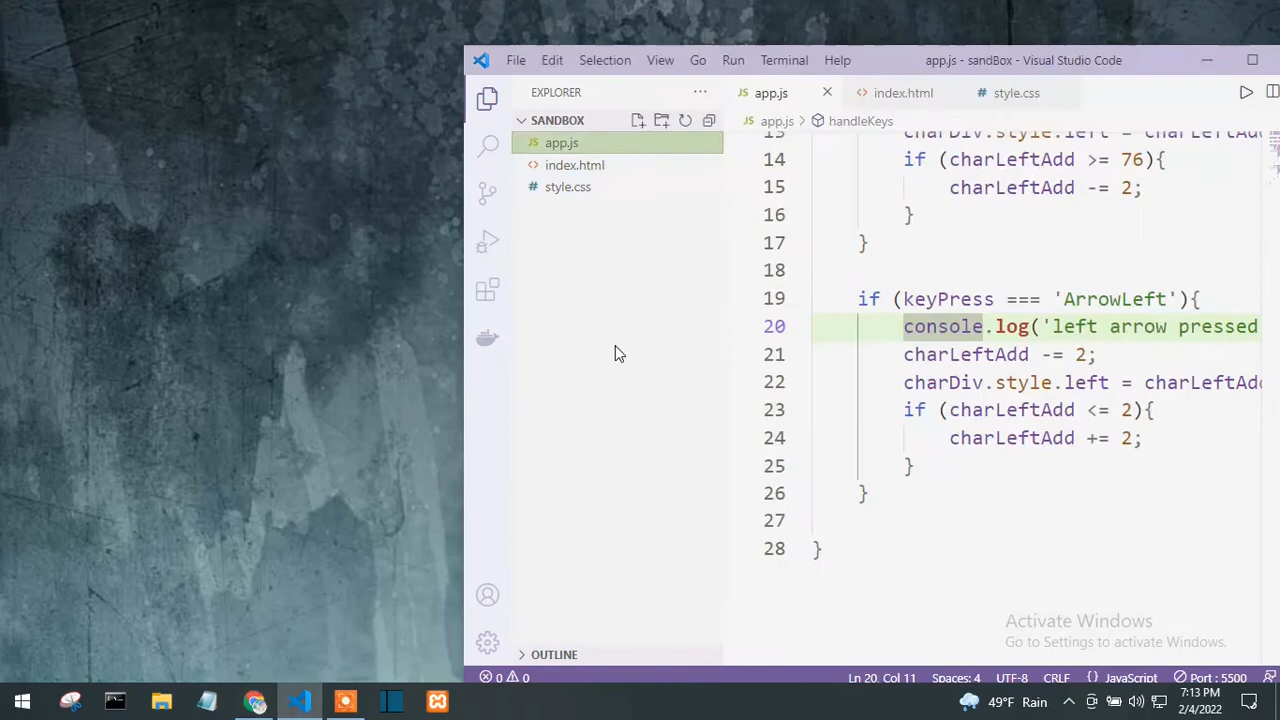 File Edit Selection View Go Run Terminal Help app.js - sandBox - Visual Studio Code
EXPLORER
SANDBOX
app.js
index.html
style.css
OUTLINE
JS app.js index.html # style.css
JS app.js > handleKeys
14 if (charLeftAdd >= 76){
15 charLeftAdd -= 2;
16 }
17 }
18
19 if (keyPress === 'ArrowLeft'){
20 console.log('left arrow pressed
21 charLeftAdd -= 2;
22 charDiv.style.left = charLeftAdd
23 if (charLeftAdd <= 2){
24 charLeftAdd += 2;
25 }
26 }
27
28 }
Activate Windows
Go to Settings to activate Windows.
0 0 Ln 20, Col 11 Spaces: 4 UTF-8 CRLF {} JavaScript Port : 5500
49°F Rain
7:13 PM
2/4/2022